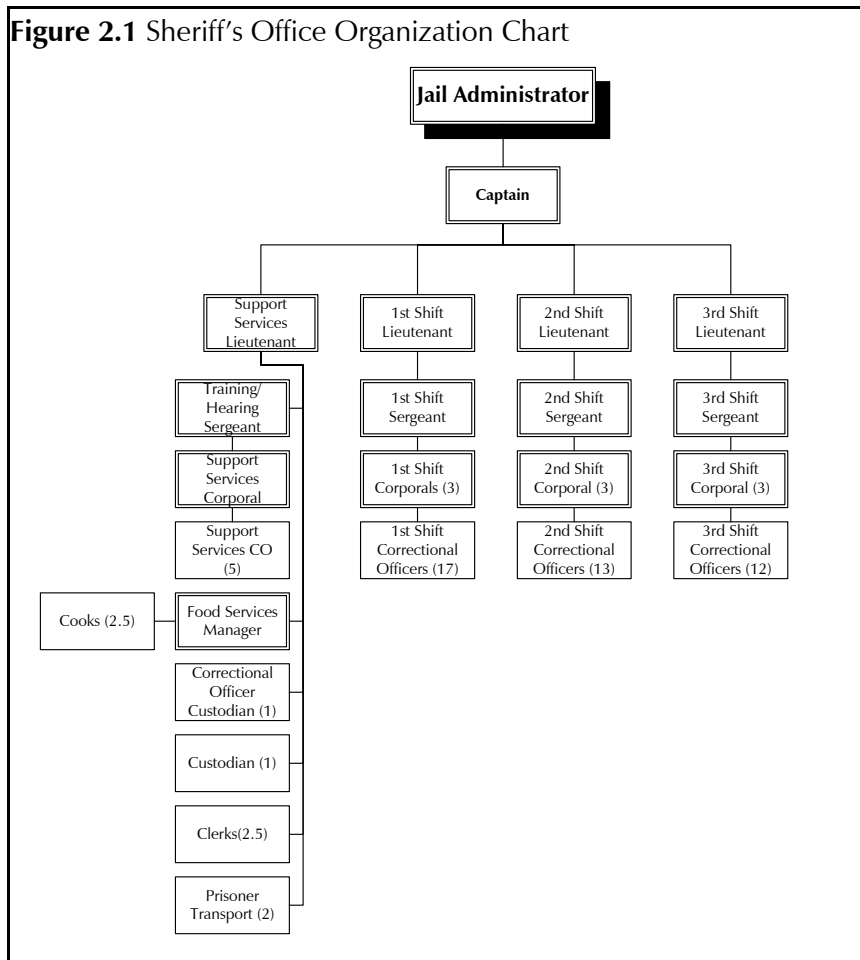 Figure 2.1 Sheriff's Office Organization Chart
Jail Administrator
Captain
Support
Services
Lieutenant
1st Shift
Lieutenant
2nd Shift
Lieutenant
3rd Shift
Lieutenant
Training/
Hearing
Sergeant
1st Shift
Sergeant
2nd Shift
Sergeant
3rd Shift
Sergeant
Support
Services
Corporal
1st Shift
Corporals (3)
2nd Shift
Corporal (3)
3rd Shift
Corporal (3)
Support
Services CO
(5)
1st Shift
Correctional
Officers (17)
2nd Shift
Correctional
Officers (13)
3rd Shift
Correctional
Officers (12)
Cooks (2.5)
Food Services
Manager
Correctional
Officer
Custodian (1)
Custodian (1)
Clerks(2.5)
Prisoner
Transport (2)